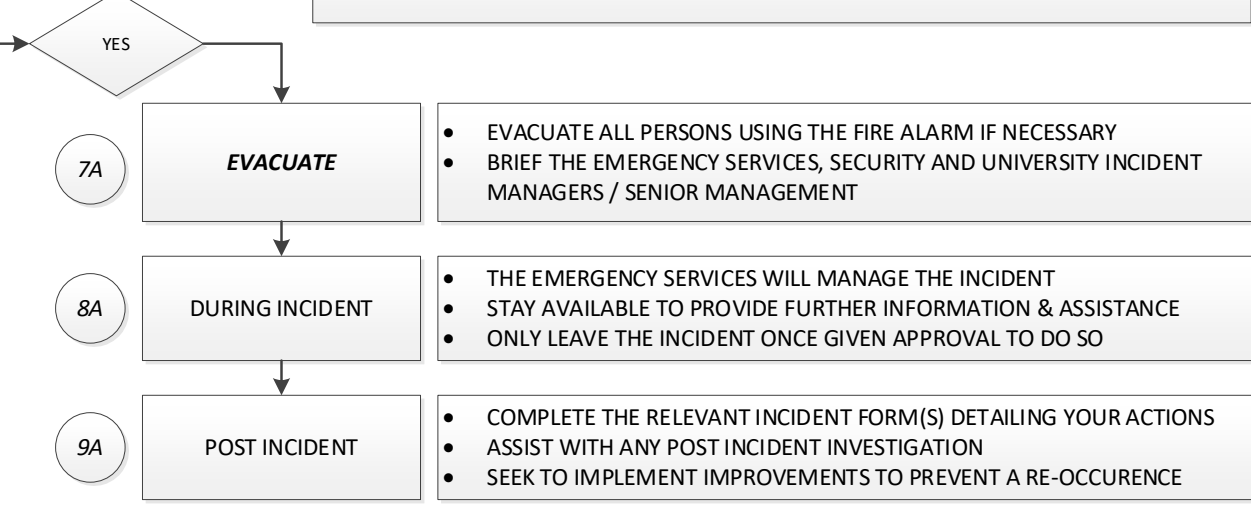 YES
7A
EVACUATE
• EVACUATE ALL PERSONS USING THE FIRE ALARM IF NECESSARY
• BRIEF THE EMERGENCY SERVICES, SECURITY AND UNIVERSITY INCIDENT
MANAGERS / SENIOR MANAGEMENT
8A
DURING INCIDENT
• THE EMERGENCY SERVICES WILL MANAGE THE INCIDENT
• STAY AVAILABLE TO PROVIDE FURTHER INFORMATION & ASSISTANCE
• ONLY LEAVE THE INCIDENT ONCE GIVEN APPROVAL TO DO SO
9A
POST INCIDENT
• COMPLETE THE RELEVANT INCIDENT FORM(S) DETAILING YOUR ACTIONS
• ASSIST WITH ANY POST INCIDENT INVESTIGATION
• SEEK TO IMPLEMENT IMPROVEMENTS TO PREVENT A RE-OCCURENCE